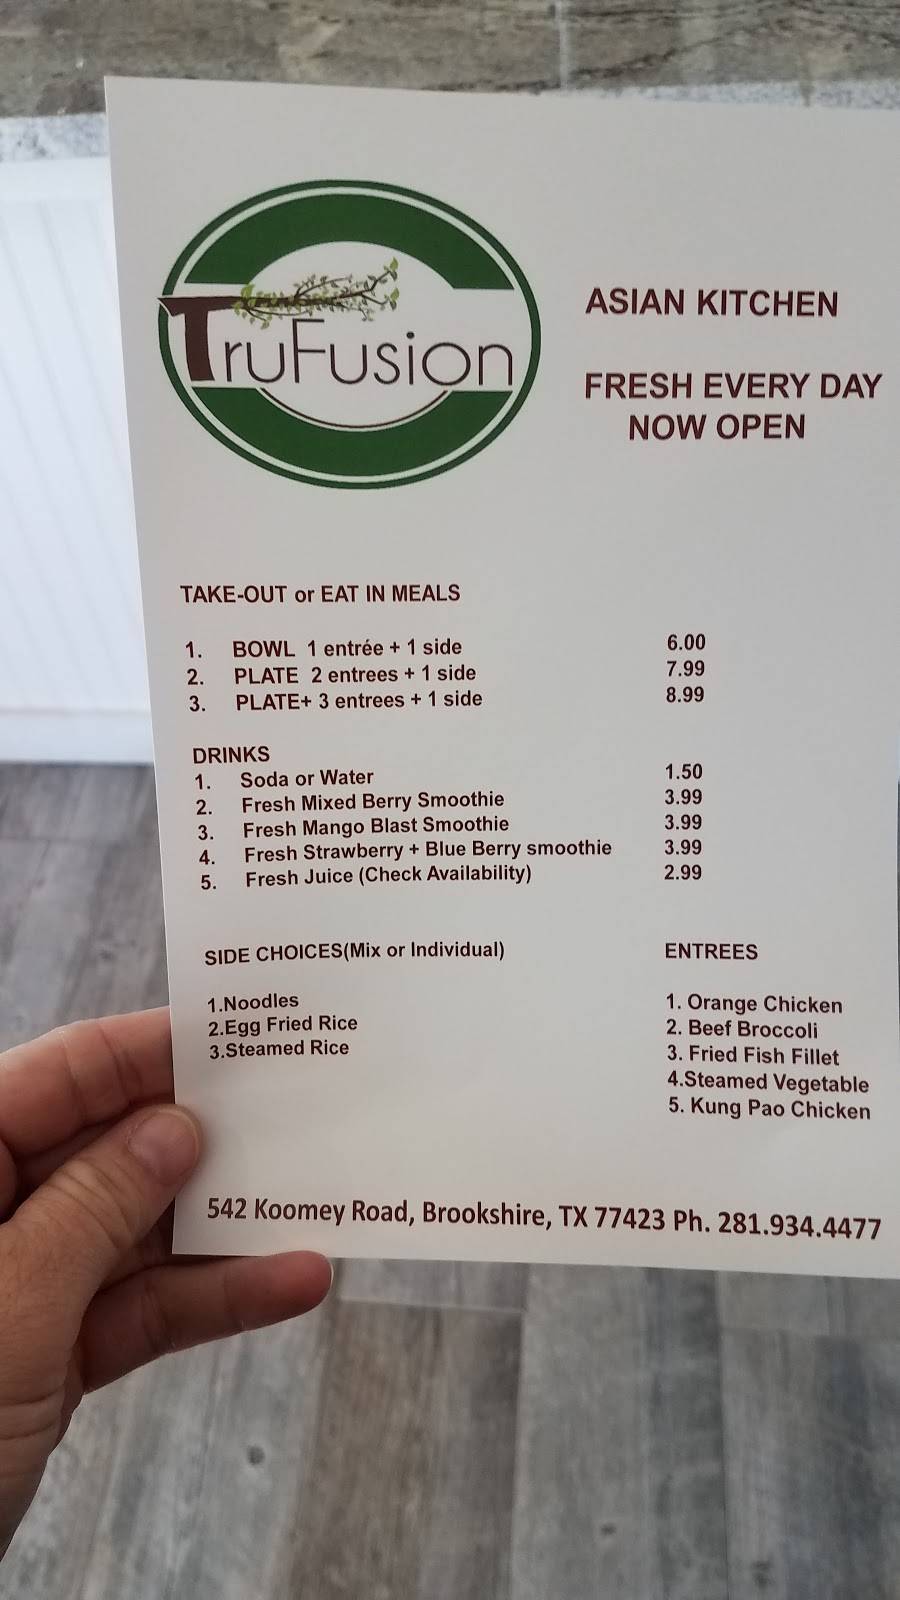 TruFusion
ASIAN KITCHEN
FRESH EVERY DAY
NOW OPEN
TAKE-OUT or EAT IN MEALS
1. BOWL 1 entrée + 1 side 6.00
2. PLATE 2 entrees + 1 side 7.99
3. PLATE+ 3 entrees + 1 side 8.99
DRINKS
1. Soda or Water 1.50
2. Fresh Mixed Berry Smoothie 3.99
3. Fresh Mango Blast Smoothie 3.99
4. Fresh Strawberry + Blue Berry smoothie 3.99
5. Fresh Juice (Check Availability) 2.99
SIDE CHOICES(Mix or Individual)
1.Noodles
2.Egg Fried Rice
3.Steamed Rice
ENTREES
1. Orange Chicken
2. Beef Broccoli
3. Fried Fish Fillet
4.Steamed Vegetable
5. Kung Pao Chicken
542 Koomey Road, Brookshire, TX 77423 Ph. 281.934.4477